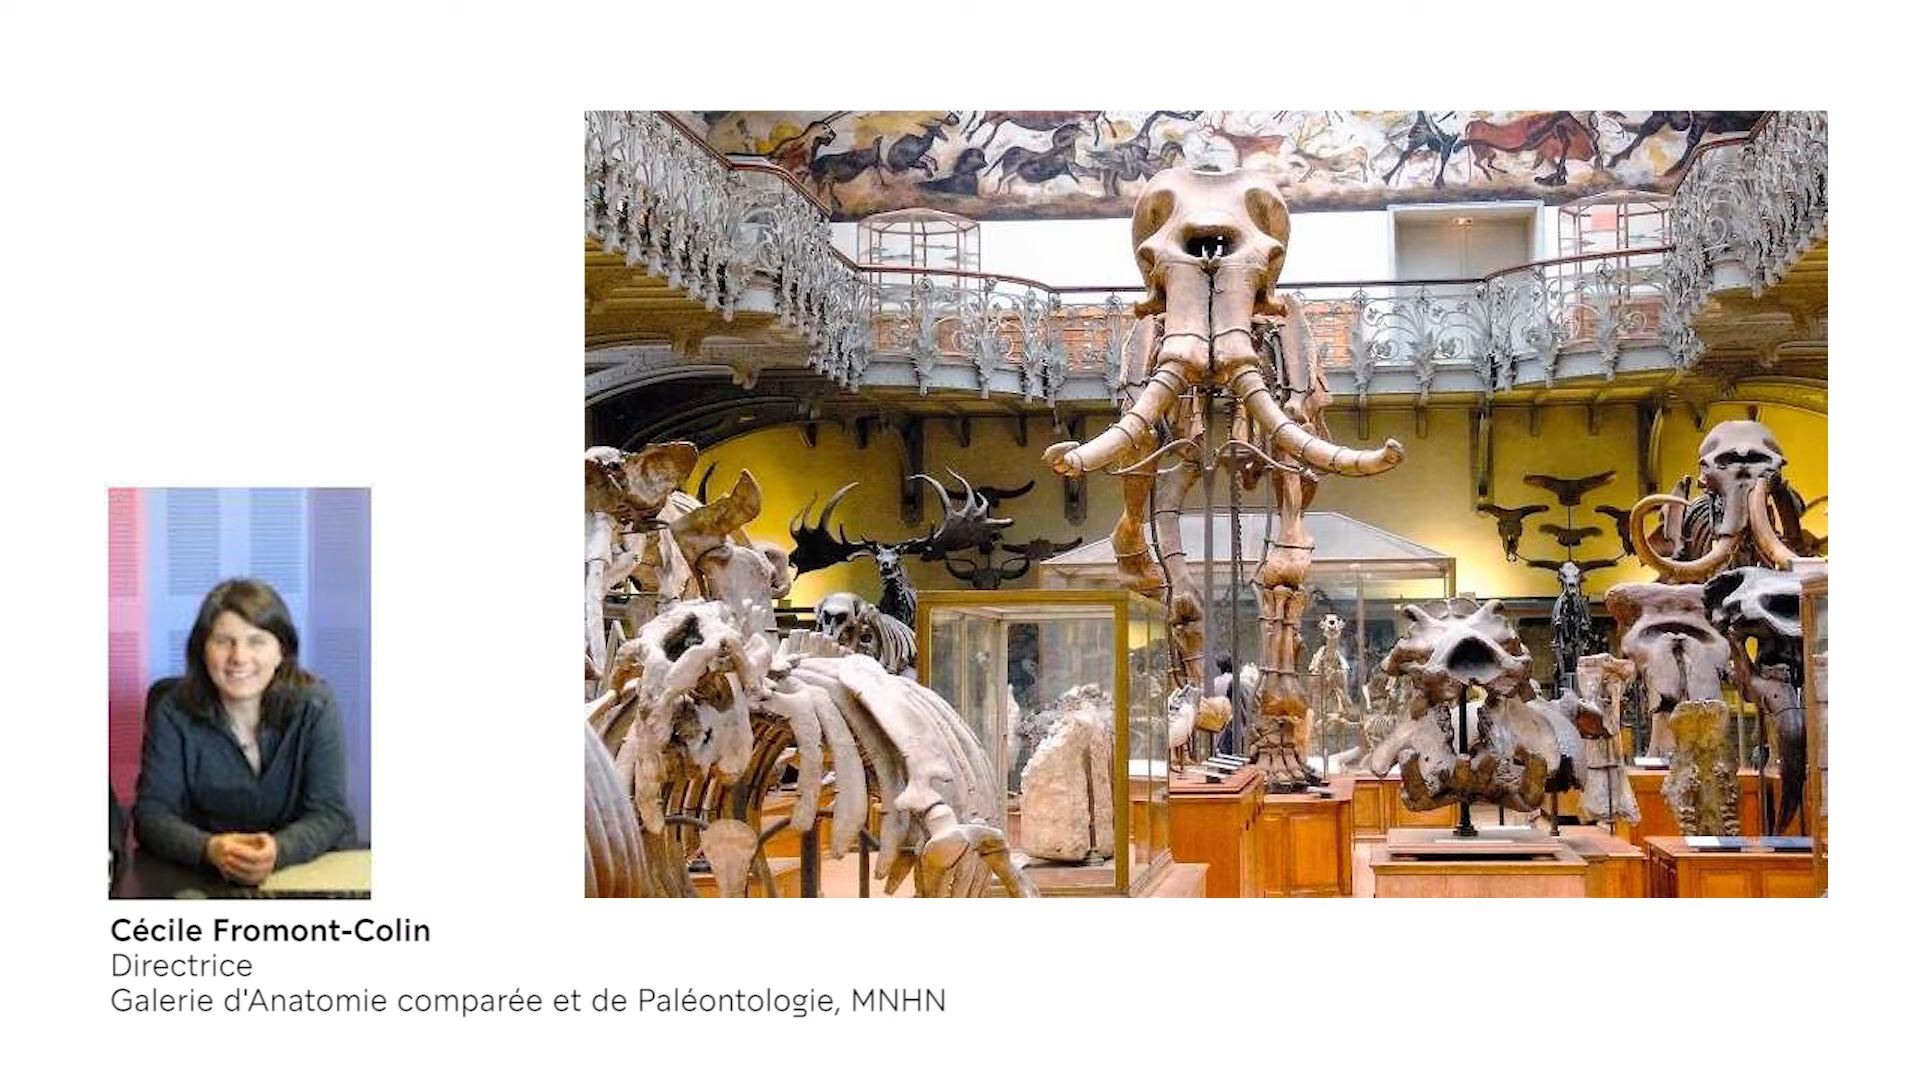 Cécile Fromont-Colin
Directrice
Galerie d'Anatomie comparée et de Paléontologie, MNHN